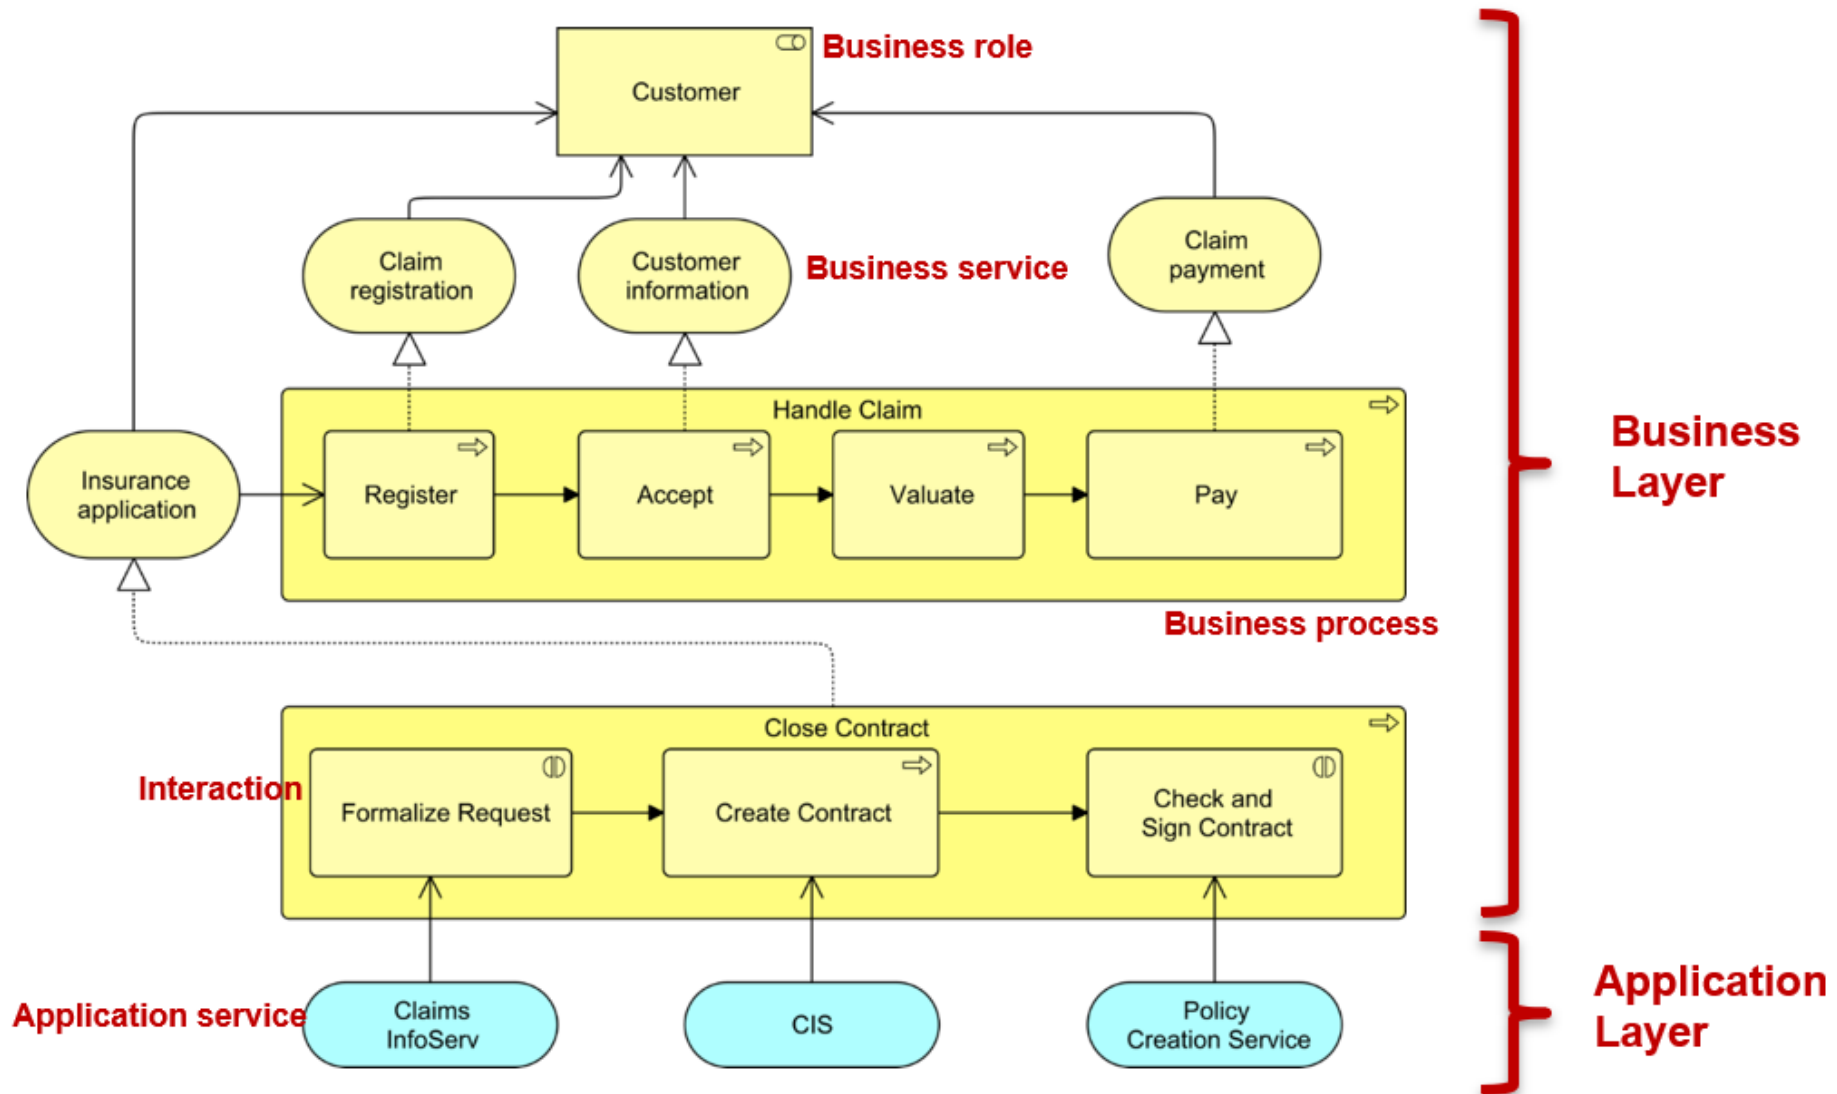 Business role
Customer
Claim
registration
Customer
information
Business service
Claim
payment
Handle Claim
Insurance
application
Register
Accept
Valuate
Pay
Business
Layer
Business process
Close Contract
Interaction
Formalize Request
Create Contract
Check and
Sign Contract
Application service
Claims
InfoServ
CIS
Policy
Creation Service
Application
Layer